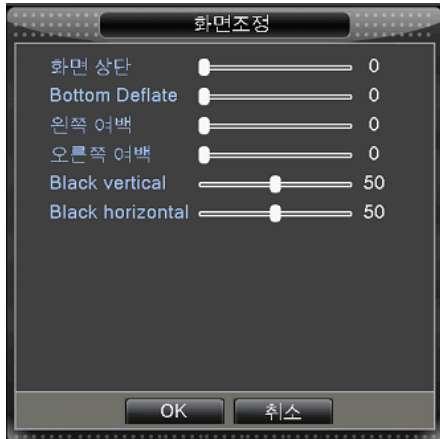 화면조정
화면 상단 0
Bottom Deflate 0
왼쪽 여백 0
오른쪽 여백 0
Black vertical 50
Black horizontal 50
OK 취소